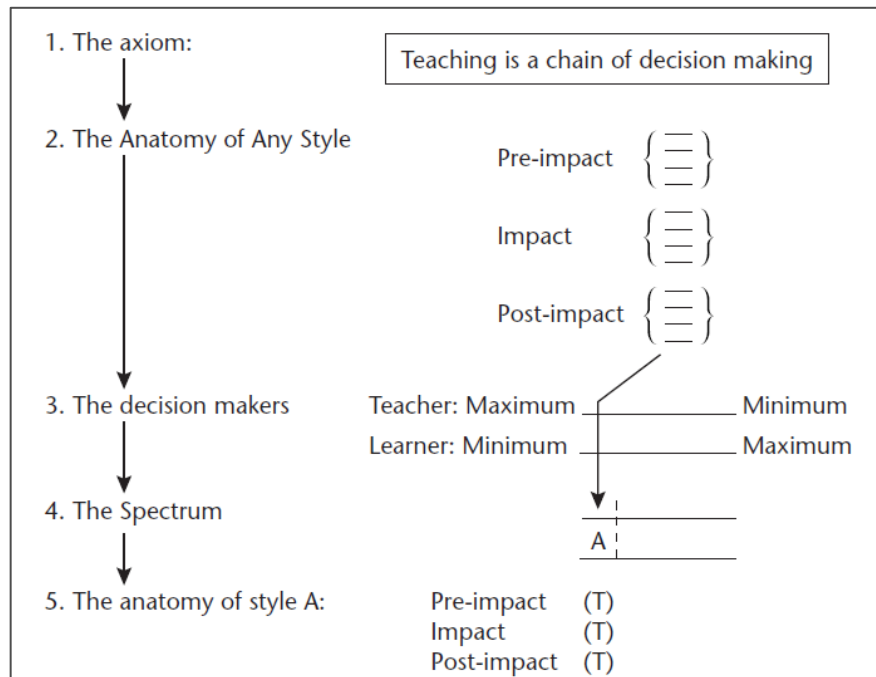 1. The axiom:
Teaching is a chain of decision making
2. The Anatomy of Any Style
Pre-impact
Impact
Post-impact
3. The decision makers
Teacher: Maximum Minimum
Learner: Minimum Maximum
4. The Spectrum
A
5. The anatomy of style A:
Pre-impact (T)
Impact (T)
Post-impact (T)